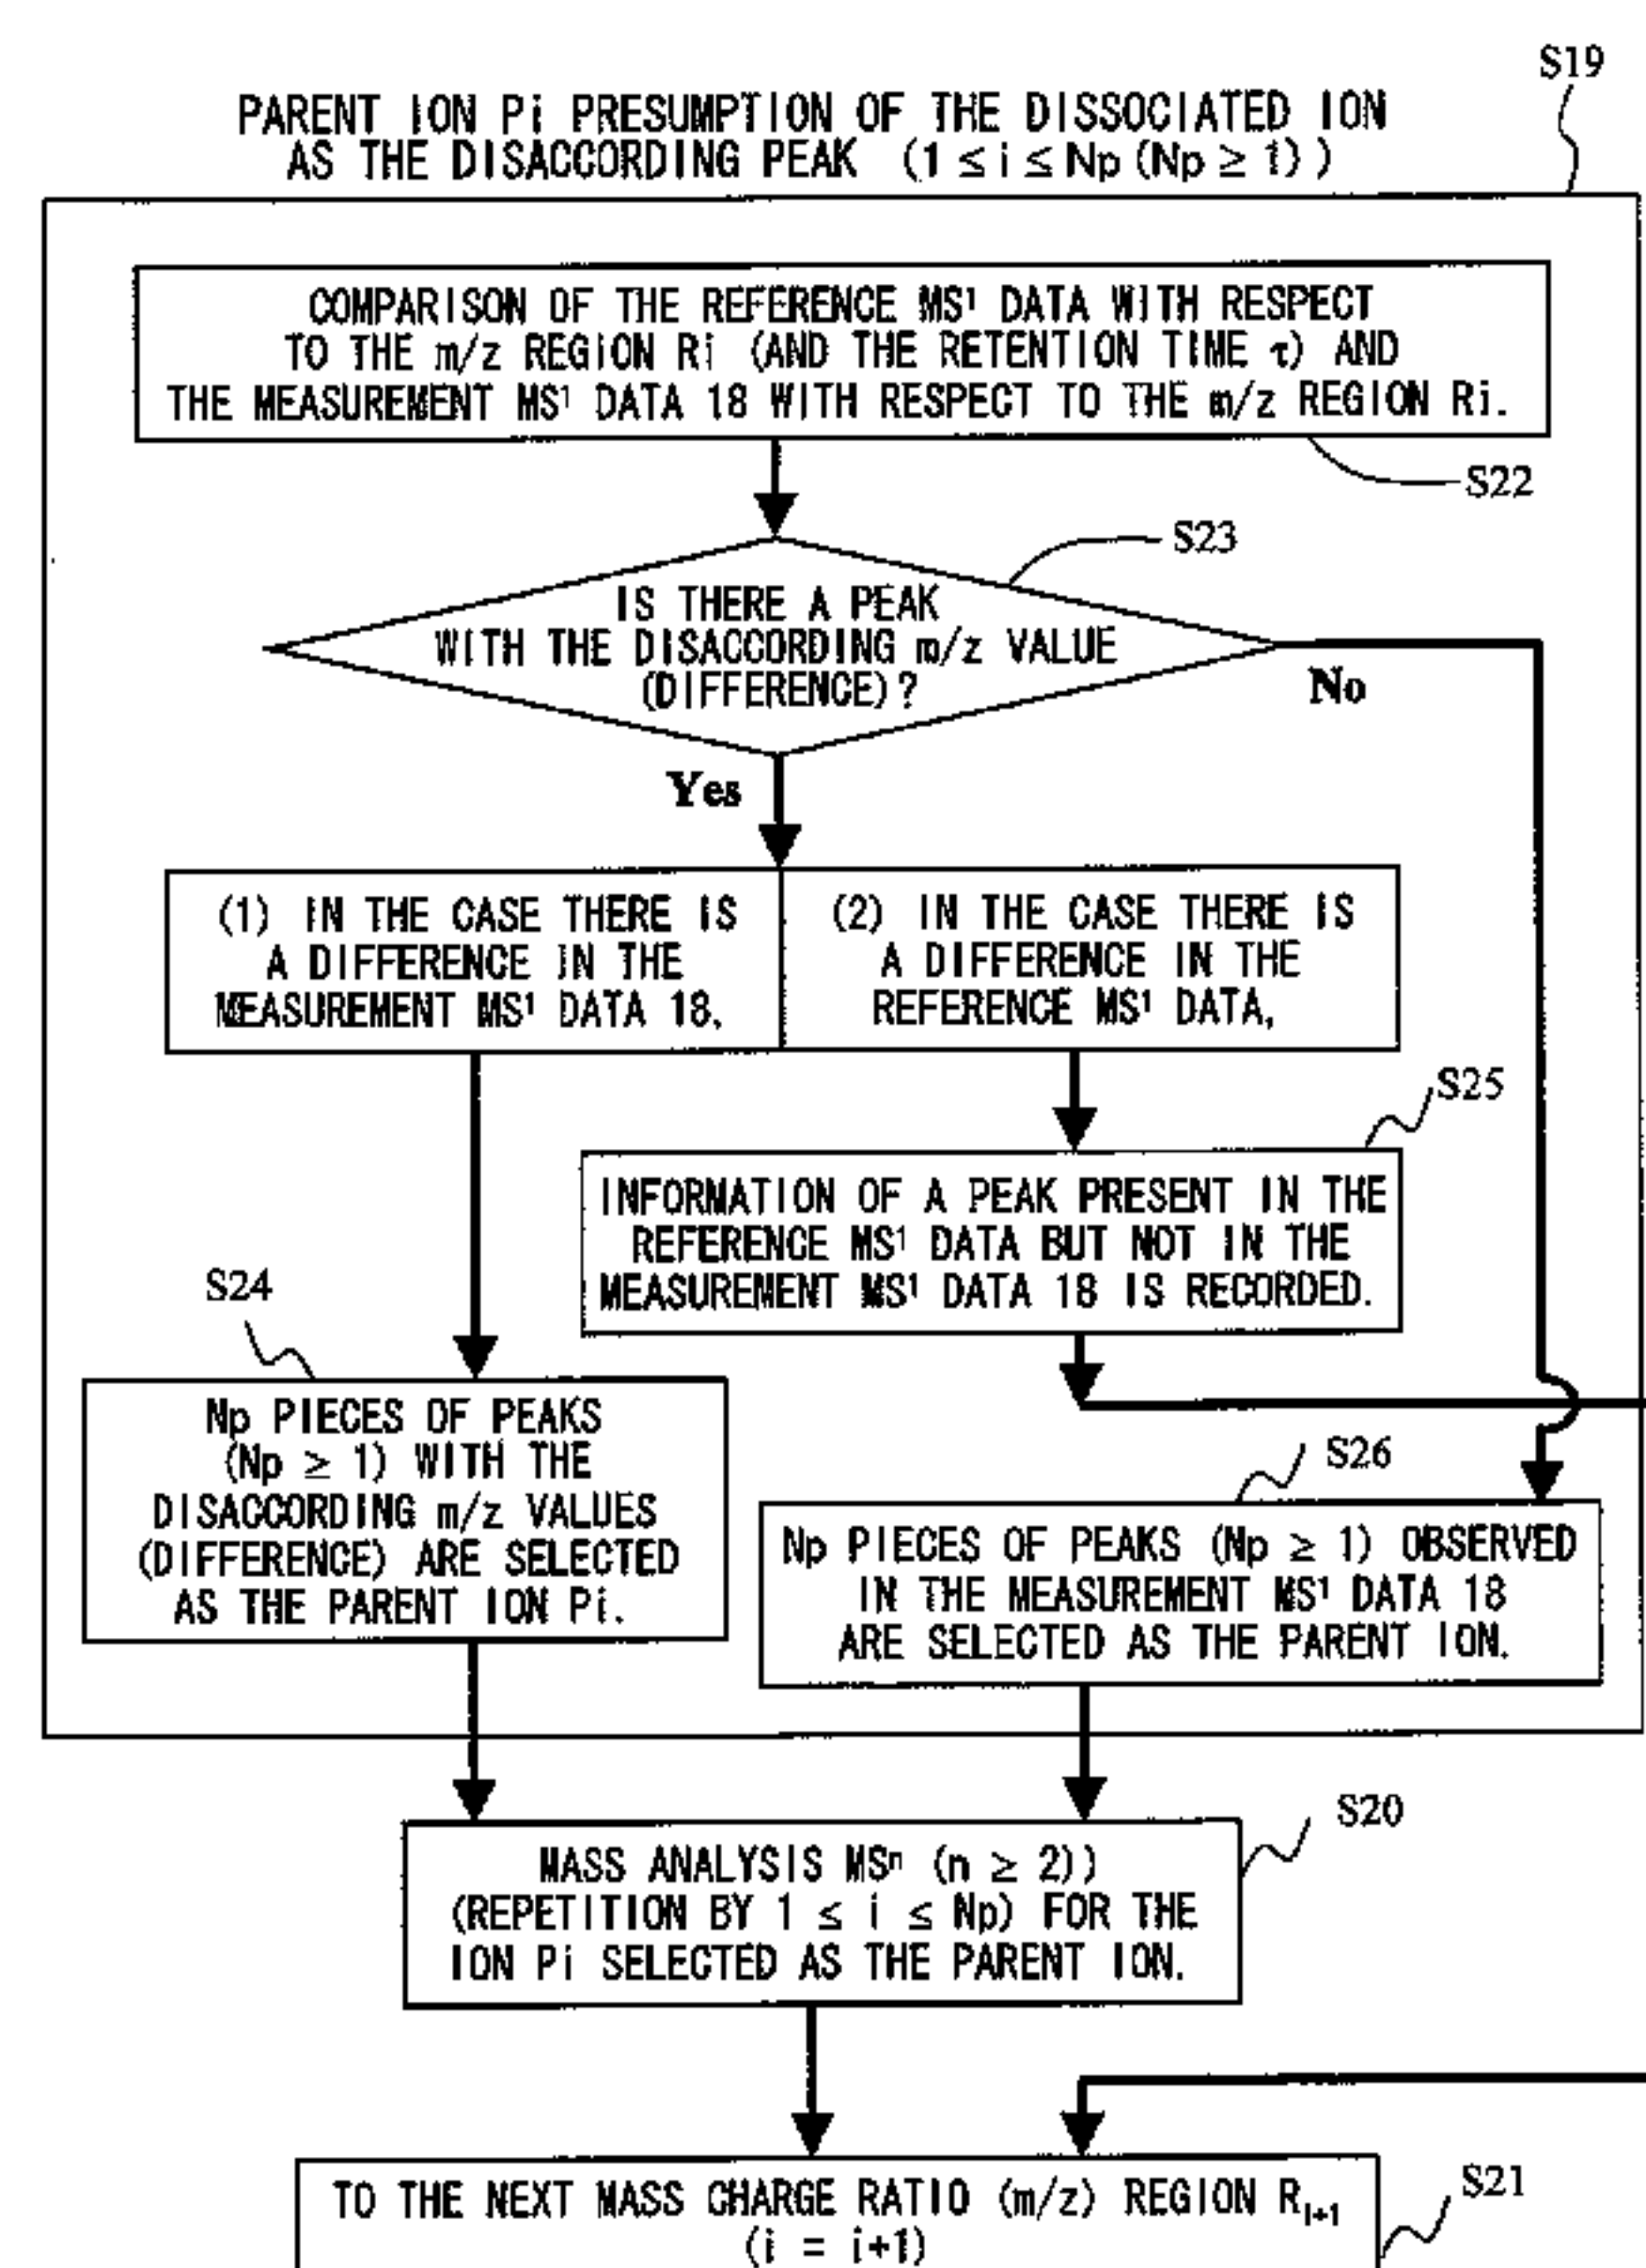 S19
PARENT ION Pi PRESUMPTION OF THE DISSOCIATED ION
AS THE DISACCORDING PEAK (1 ≤ i ≤ Np (Np ≥ 1))
COMPARISON OF THE REFERENCE MS¹ DATA WITH RESPECT
TO THE m/z REGION Ri (AND THE RETENTION TIME τ) AND
THE MEASUREMENT MS¹ DATA 18 WITH RESPECT TO THE m/z REGION Ri.
S22
S23
IS THERE A PEAK
WITH THE DISACCORDING m/z VALUE
(DIFFERENCE)?
No
Yes
(1) IN THE CASE THERE IS
A DIFFERENCE IN THE
MEASUREMENT MS¹ DATA 18,
(2) IN THE CASE THERE IS
A DIFFERENCE IN THE
REFERENCE MS¹ DATA,
S25
INFORMATION OF A PEAK PRESENT IN THE
REFERENCE MS¹ DATA BUT NOT IN THE
MEASUREMENT MS¹ DATA 18 IS RECORDED.
S24
Np PIECES OF PEAKS
(Np ≥ 1) WITH THE
DISACCORDING m/z VALUES
(DIFFERENCE) ARE SELECTED
AS THE PARENT ION Pi.
S26
Np PIECES OF PEAKS (Np ≥ 1) OBSERVED
IN THE MEASUREMENT MS¹ DATA 18
ARE SELECTED AS THE PARENT ION.
S20
MASS ANALYSIS MSⁿ (n ≥ 2))
(REPETITION BY 1 ≤ i ≤ Np) FOR THE
ION Pi SELECTED AS THE PARENT ION.
S21
TO THE NEXT MASS CHARGE RATIO (m/z) REGION Ri+1
(i = i+1)